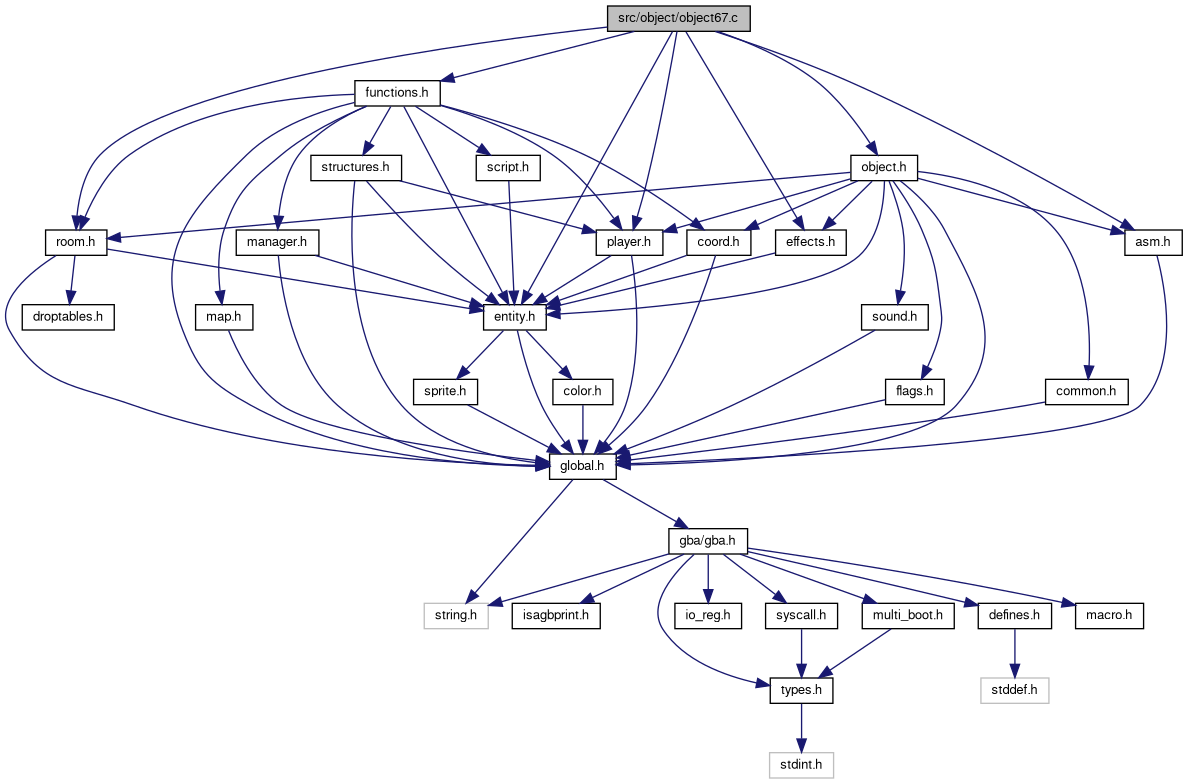 src/object/object67.c
functions.h
structures.h
script.h
object.h
room.h
manager.h
player.h
coord.h
effects.h
asm.h
droptables.h
map.h
entity.h
sound.h
sprite.h
color.h
flags.h
common.h
global.h
gba/gba.h
string.h
isagbprint.h
io_reg.h
syscall.h
multi_boot.h
defines.h
macro.h
types.h
stddef.h
stdint.h